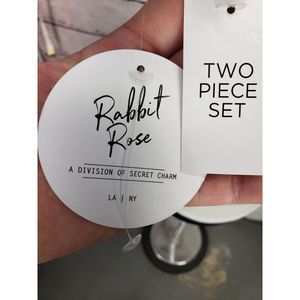 Rabbit
Rose
A DIVISION OF SECRET CHARM
LA | NY
TWO
PIECE
SET